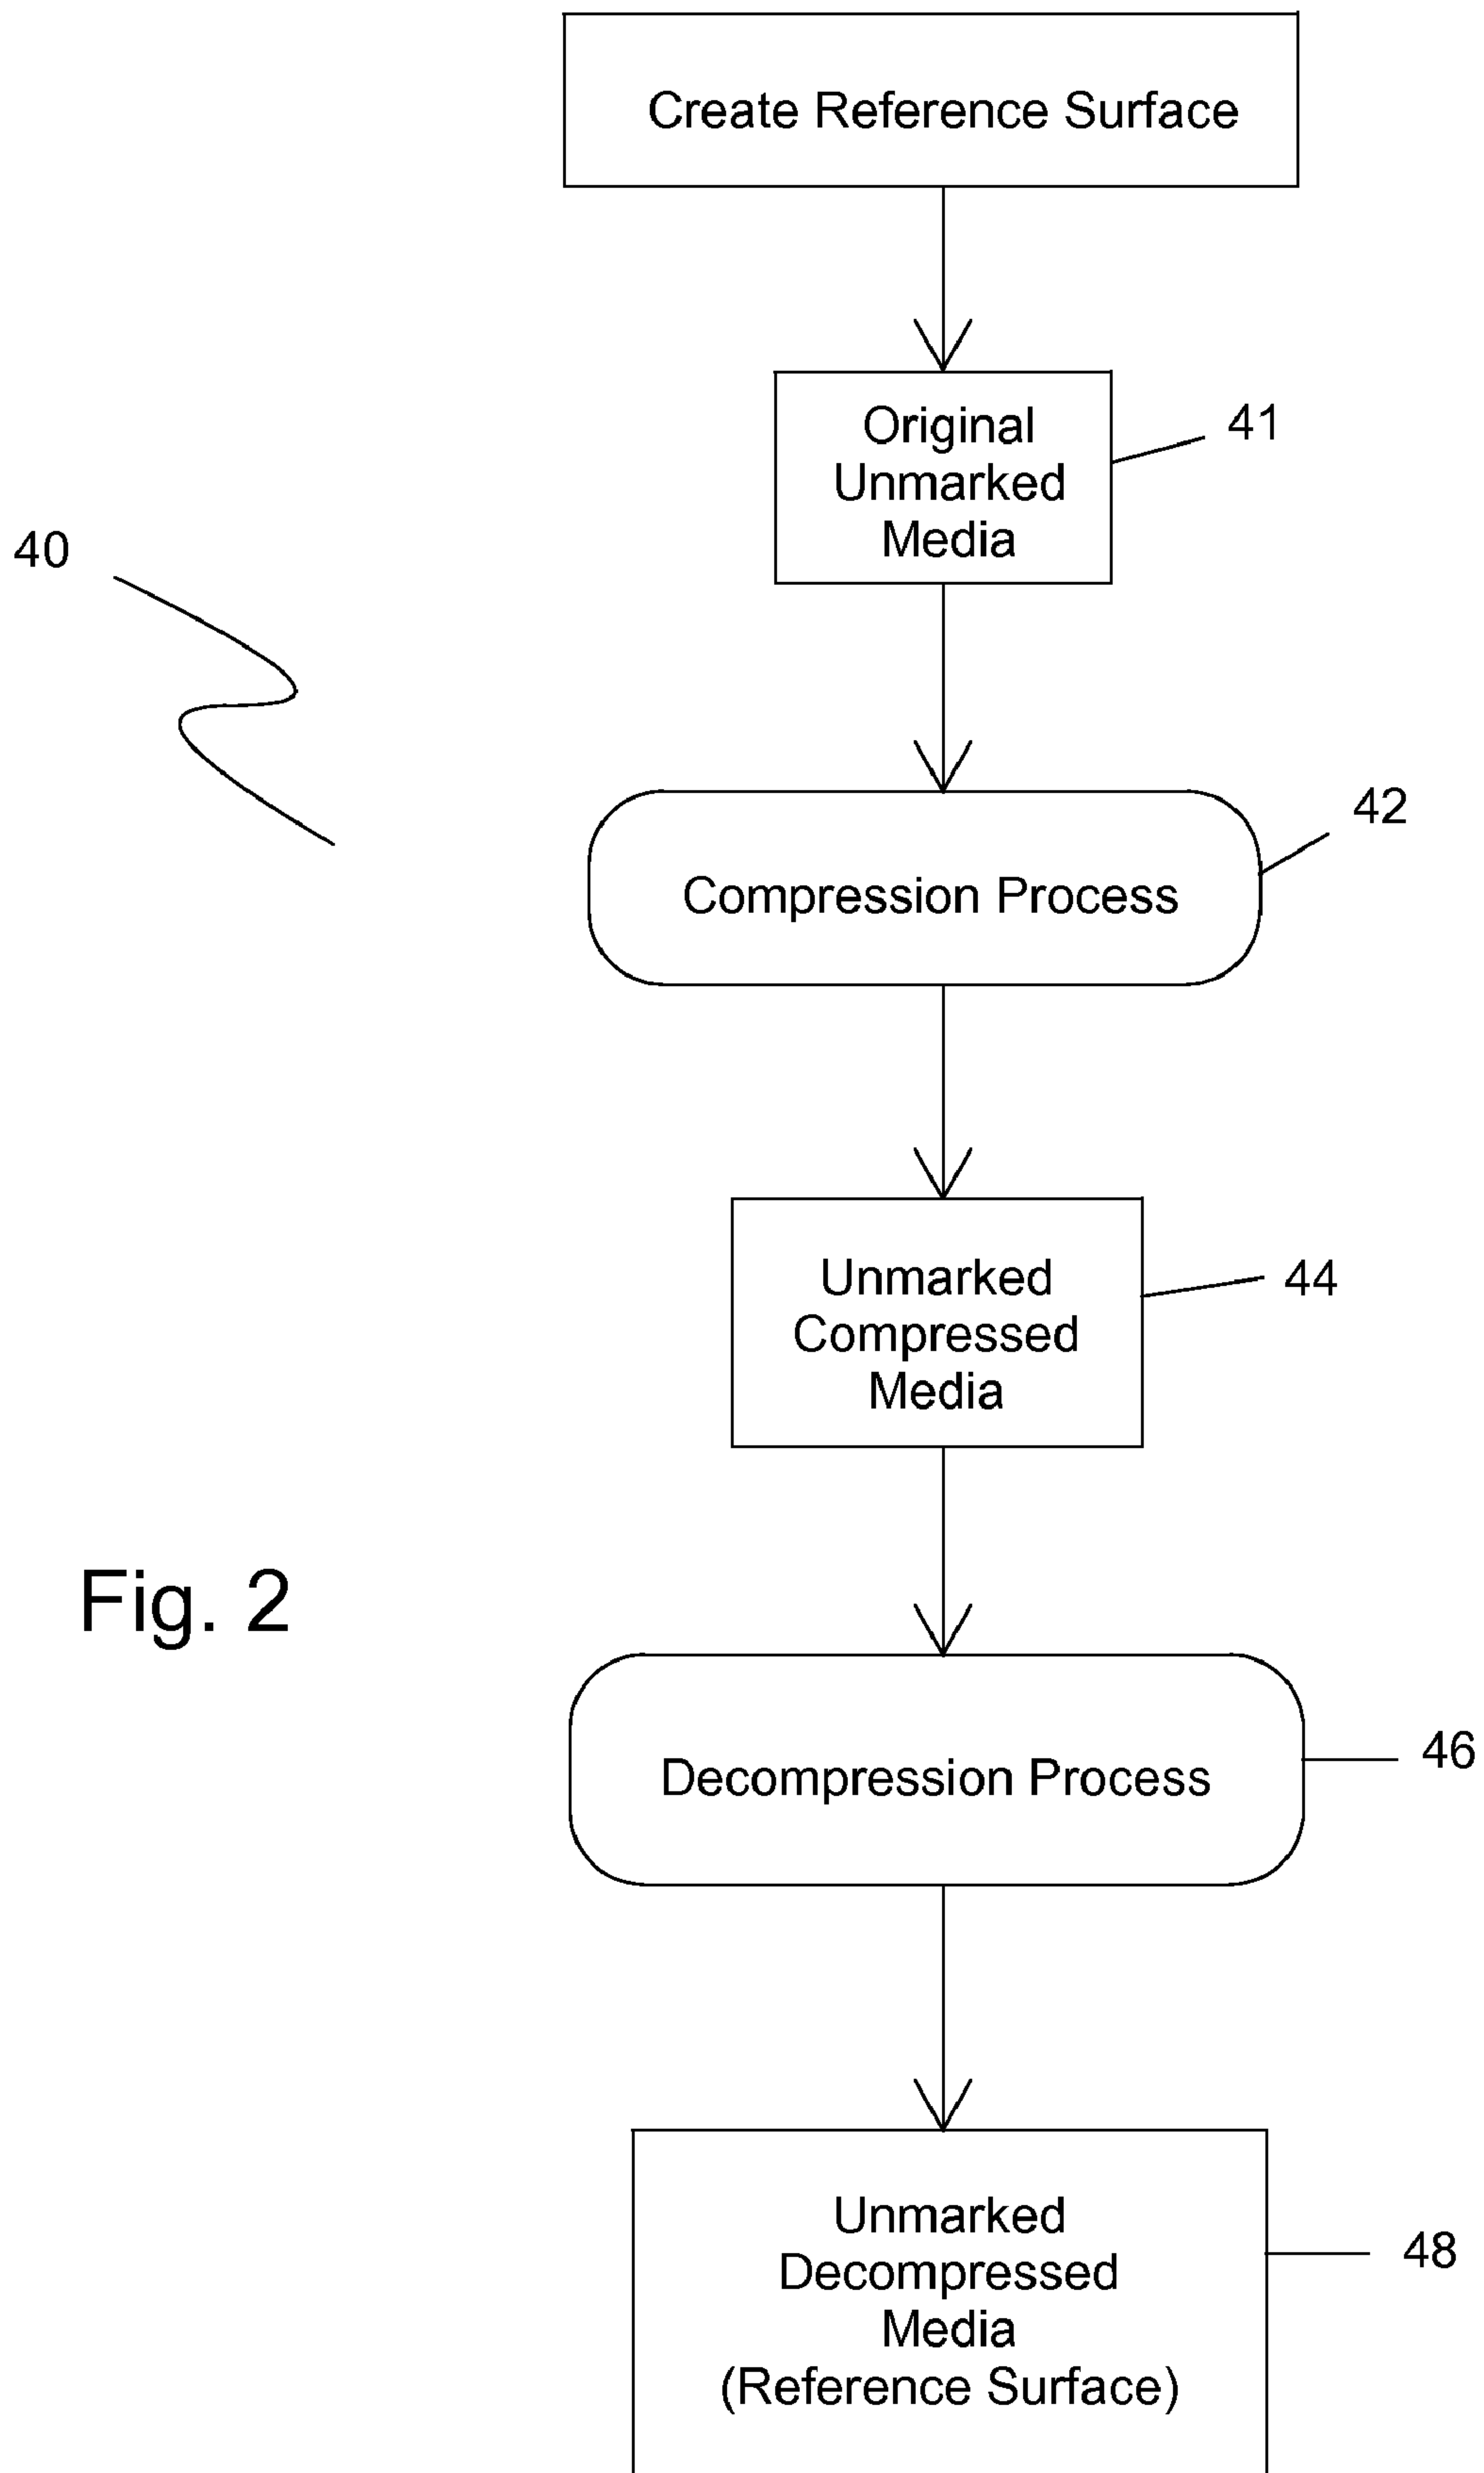 Create Reference Surface
Original
Unmarked
Media
41
40
Compression Process
42
Unmarked
Compressed
Media
44
Fig. 2
Decompression Process
46
Unmarked
Decompressed
Media
(Reference Surface)
48